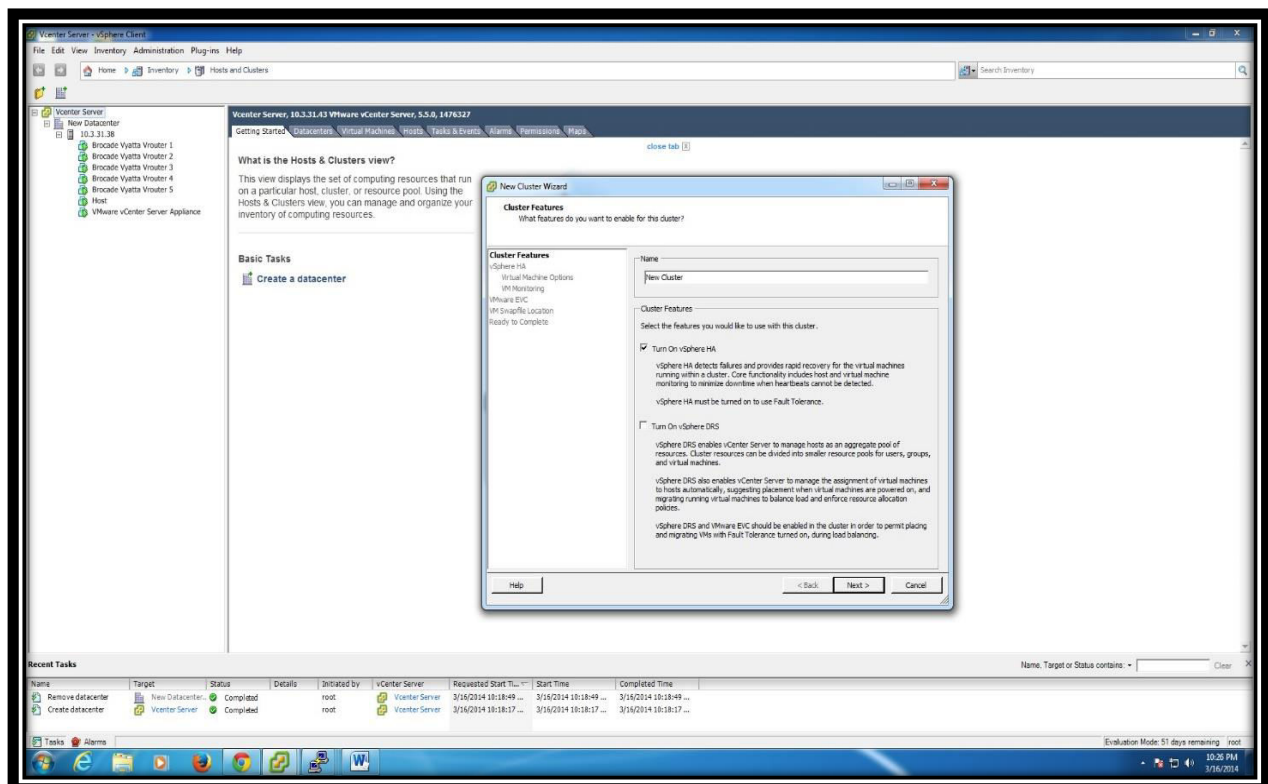 Vcenter Server - vSphere Client
File Edit View Inventory Administration Plug-ins Help
Home Inventory Hosts and Clusters
Search Inventory
Vcenter Server
New Datacenter
10.3.31.38
Brocade Vyatta Vrouter 1
Brocade Vyatta Vrouter 2
Brocade Vyatta Vrouter 3
Brocade Vyatta Vrouter 4
Brocade Vyatta Vrouter 5
Host
VMware vCenter Server Appliance
Vcenter Server, 10.3.31.43 VMware vCenter Server, 5.5.0, 1476327
Getting Started Datacenters Virtual Machines Hosts Tasks & Events Alarms Permissions Maps
close tab
What is the Hosts & Clusters view?
This view displays the set of computing resources that run
on a particular host, cluster, or resource pool. Using the
Hosts & Clusters view, you can manage and organize your
inventory of computing resources.
Basic Tasks
Create a datacenter
New Cluster Wizard
Cluster Features
What features do you want to enable for this cluster?
Cluster Features
vSphere HA
Virtual Machine Options
VM Monitoring
VMware EVC
VM Swapfile Location
Ready to Complete
Name
New Cluster
Cluster Features
Select the features you would like to use with this cluster.
Turn On vSphere HA
vSphere HA detects failures and provides rapid recovery for the virtual machines
running within a cluster. Core functionality includes host and virtual machine
monitoring to minimize downtime when heartbeats cannot be detected.
vSphere HA must be turned on to use Fault Tolerance.
Turn On vSphere DRS
vSphere DRS enables vCenter Server to manage hosts as an aggregate pool of
resources. Cluster resources can be divided into smaller resource pools for users, groups,
and virtual machines.
vSphere DRS also enables vCenter Server to manage the assignment of virtual machines
to hosts automatically, suggesting placement when virtual machines are powered on, and
migrating running virtual machines to balance load and enforce resource allocation
policies.
vSphere DRS and VMware EVC should be enabled in the cluster in order to permit placing
and migrating VMs with Fault Tolerance turned on, during load balancing.
Help < Back Next > Cancel
Recent Tasks
Name, Target or Status contains: Clear
Name Target Status Details Initiated by vCenter Server Requested Start Ti... Start Time Completed Time
Remove datacenter New Datacenter.. Completed root Vcenter Server 3/16/2014 10:18:49 ... 3/16/2014 10:18:49 ... 3/16/2014 10:18:49 ...
Create datacenter Vcenter Server Completed root Vcenter Server 3/16/2014 10:18:17 ... 3/16/2014 10:18:17 ... 3/16/2014 10:18:17 ...
Tasks Alarms
Evaluation Mode: 51 days remaining root
10:26 PM
3/16/2014